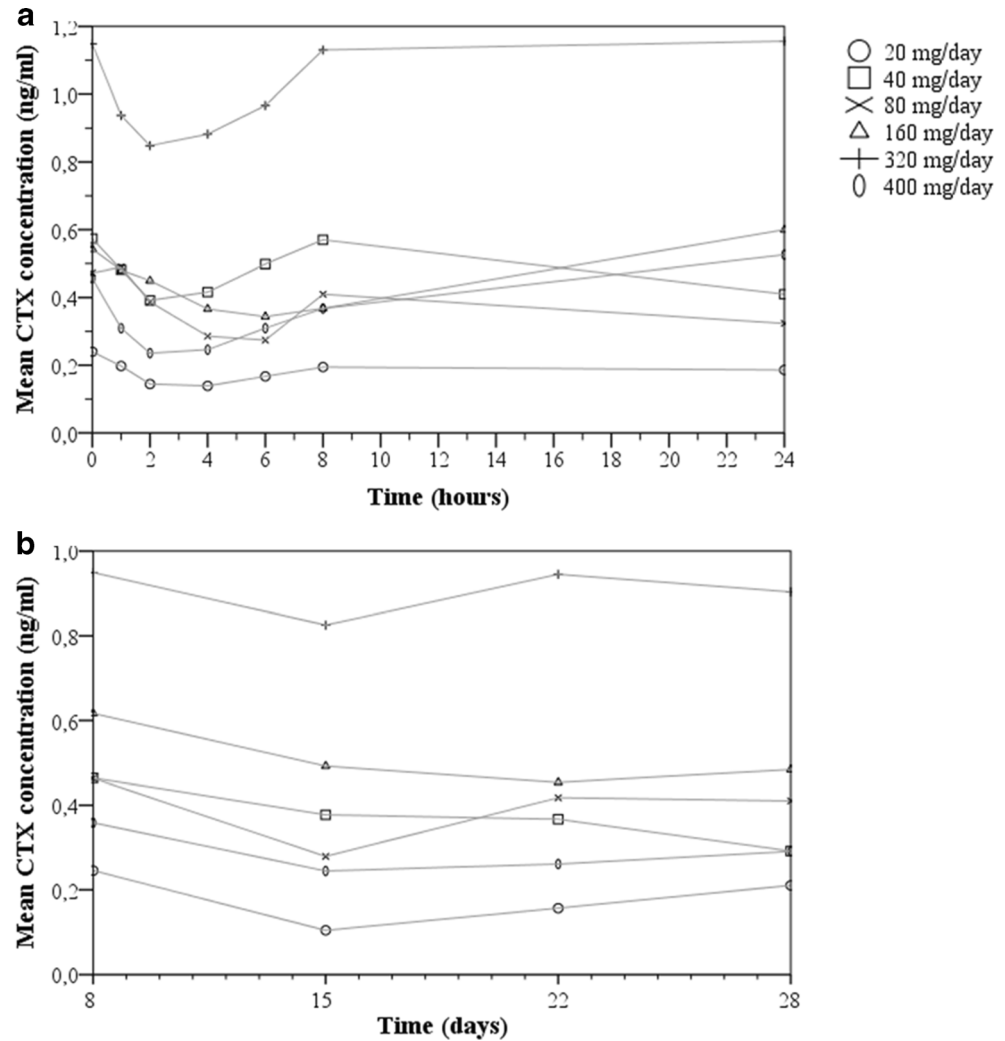 a
1,2
1,0
0,8
0,6
0,4
0,2
0,0
Mean CTX concentration (ng/ml)
0 2 4 6 8 10 12 14 16 18 20 22 24
Time (hours)
20 mg/day
40 mg/day
80 mg/day
160 mg/day
320 mg/day
400 mg/day
b
1,0
0,8
0,6
0,4
0,2
0,0
Mean CTX concentration (ng/ml)
8 15 22 28
Time (days)